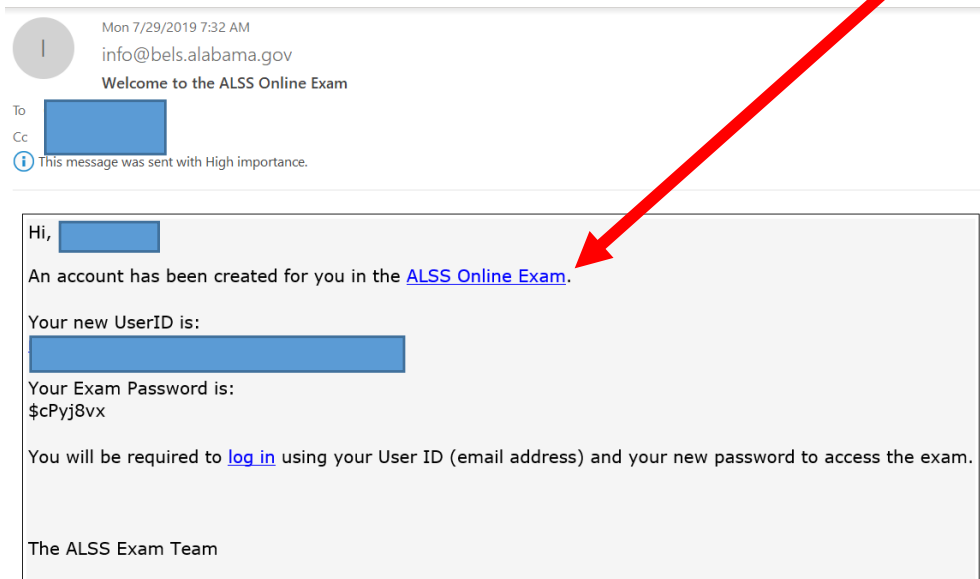 I
Mon 7/29/2019 7:32 AM
info@bels.alabama.gov
Welcome to the ALSS Online Exam
To
Cc
This message was sent with High importance.
Hi,
An account has been created for you in the ALSS Online Exam.
Your new UserID is:
Your Exam Password is:
$cPyj8vx
You will be required to log in using your User ID (email address) and your new password to access the exam.
The ALSS Exam Team